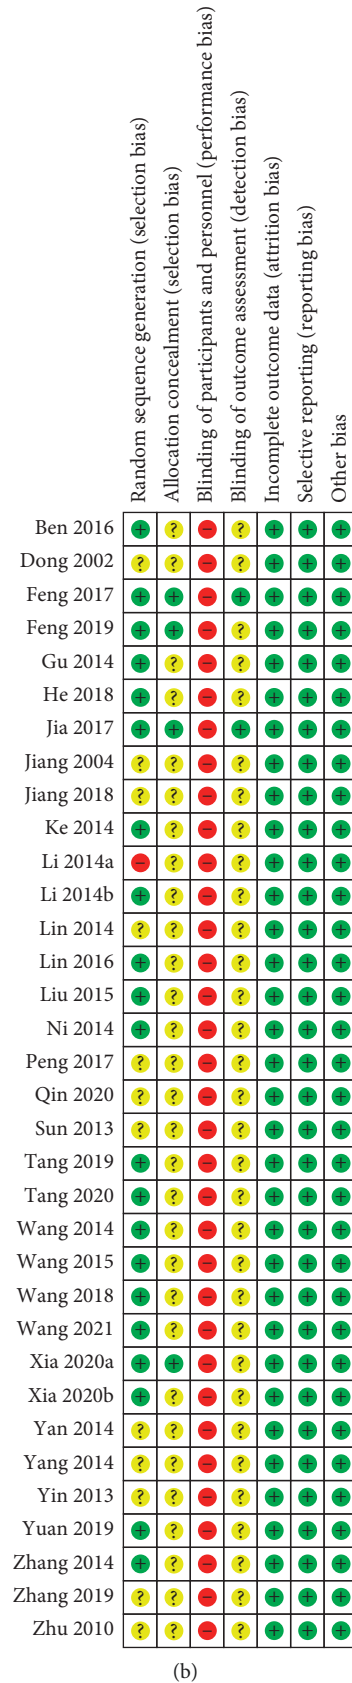 Random sequence generation (selection bias)
Allocation concealment (selection bias)
Blinding of participants and personnel (performance bias)
Blinding of outcome assessment (detection bias)
Incomplete outcome data (attrition bias)
Selective reporting (reporting bias)
Other bias
Ben 2016 + ? − ? + + +
Dong 2002 ? ? − ? + + +
Feng 2017 + + − + + + +
Feng 2019 + + − ? + + +
Gu 2014 + ? − ? + + +
He 2018 + ? − ? + + +
Jia 2017 + + − + + + +
Jiang 2004 ? ? − ? + + +
Jiang 2018 ? ? − ? + + +
Ke 2014 + ? − ? + + +
Li 2014a − ? − ? + + +
Li 2014b + ? − ? + + +
Lin 2014 ? ? − ? + + +
Lin 2016 + ? − ? + + +
Liu 2015 + ? − ? + + +
Ni 2014 + ? − ? + + +
Peng 2017 ? ? − ? + + +
Qin 2020 ? ? − ? + + +
Sun 2013 ? ? − ? + + +
Tang 2019 + ? − ? + + +
Tang 2020 + ? − ? + + +
Wang 2014 + ? − ? + + +
Wang 2015 + ? − ? + + +
Wang 2018 + ? − ? + + +
Wang 2021 + ? − ? + + +
Xia 2020a + + − ? + + +
Xia 2020b + ? − ? + + +
Yan 2014 ? ? − ? + + +
Yang 2014 ? ? − ? + + +
Yin 2013 ? ? − ? + + +
Yuan 2019 + ? − ? + + +
Zhang 2014 + ? − ? + + +
Zhang 2019 ? ? − ? + + +
Zhu 2010 ? ? − ? + + +
(b)